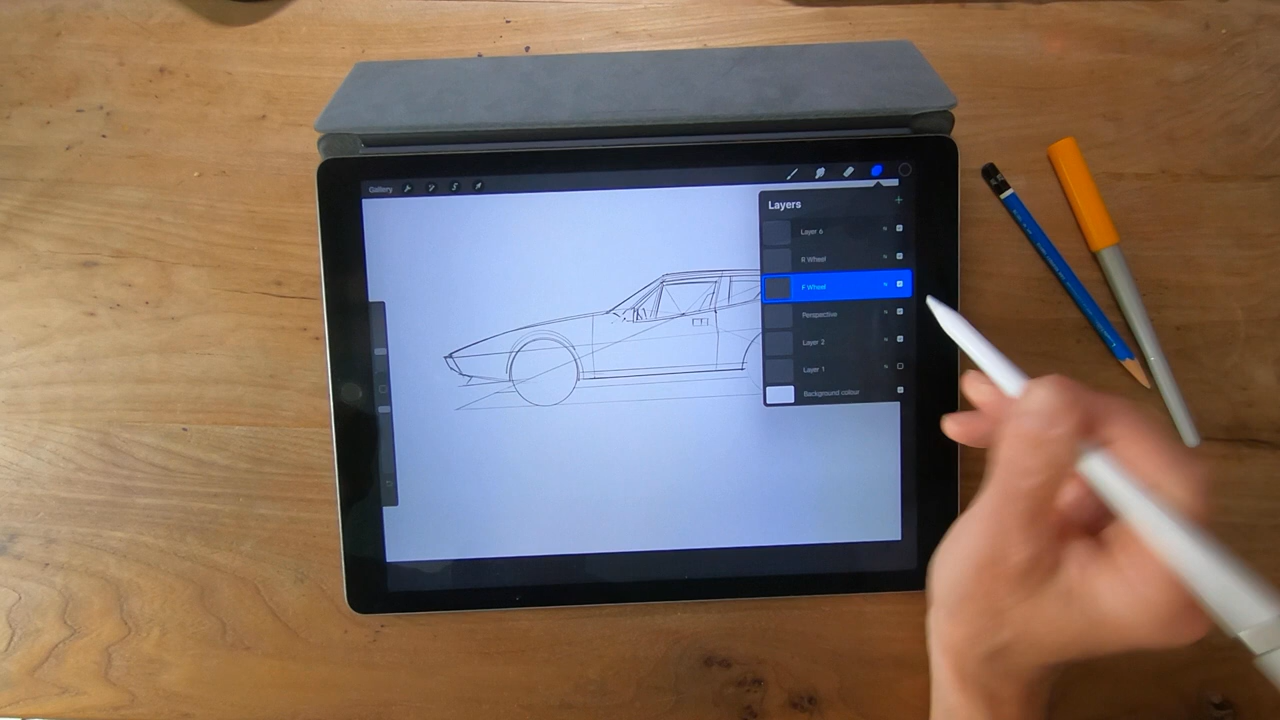 Gallery
Layers
Layer 6
N
R Wheel
N
F Wheel
N
Perspective
N
Layer 2
N
Layer 1
N
Background colour